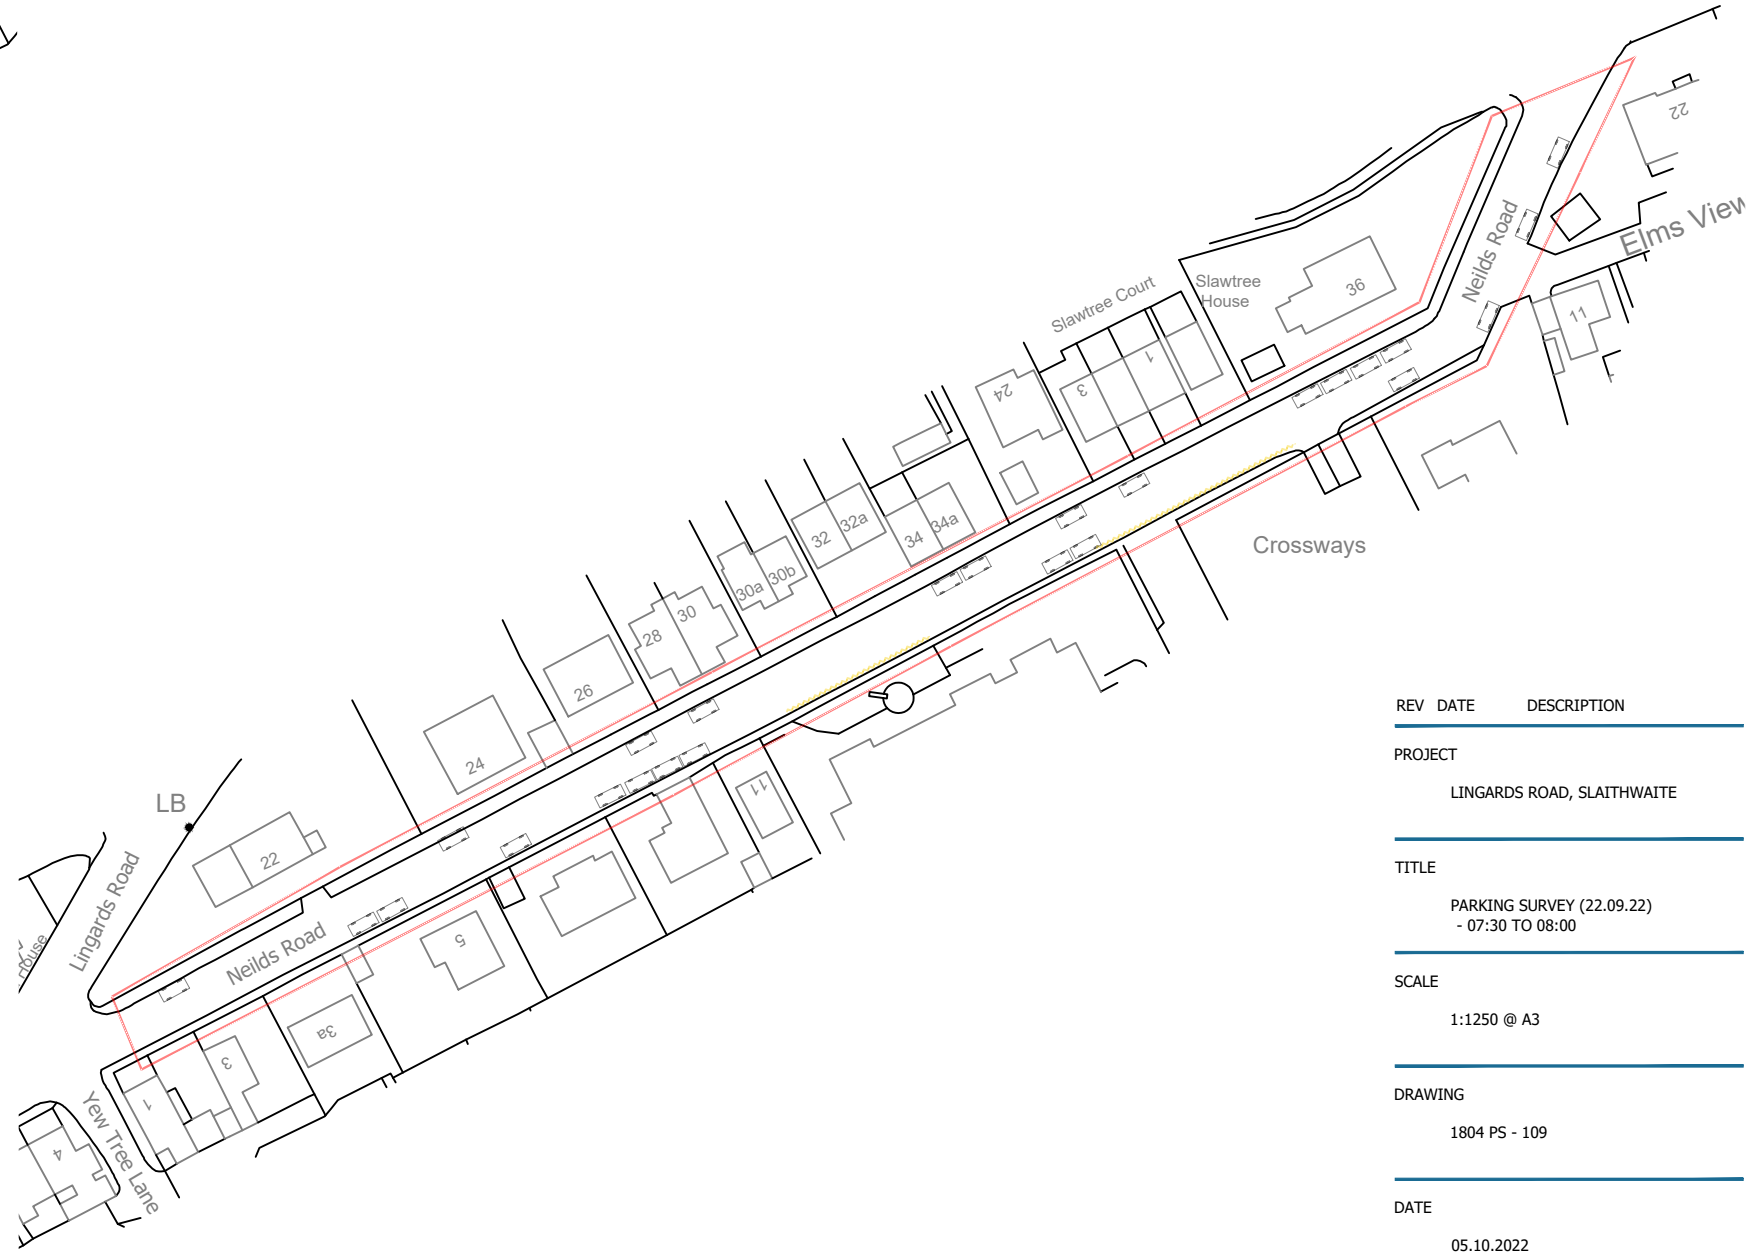 22
Elms View
Neilds Road
11
36
Slawtree
House
Slawtree Court
1
3
24
34a
34
32a
32
30b
30a
30
28
26
24
Crossways
LB
22
Lingards Road
House
Neilds Road
11
5
3a
3
1
Yew Tree Lane
4
REV DATE DESCRIPTION
PROJECT
LINGARDS ROAD, SLAITHWAITE
TITLE
PARKING SURVEY (22.09.22)
- 07:30 TO 08:00
SCALE
1:1250 @ A3
DRAWING
1804 PS - 109
DATE
05.10.2022